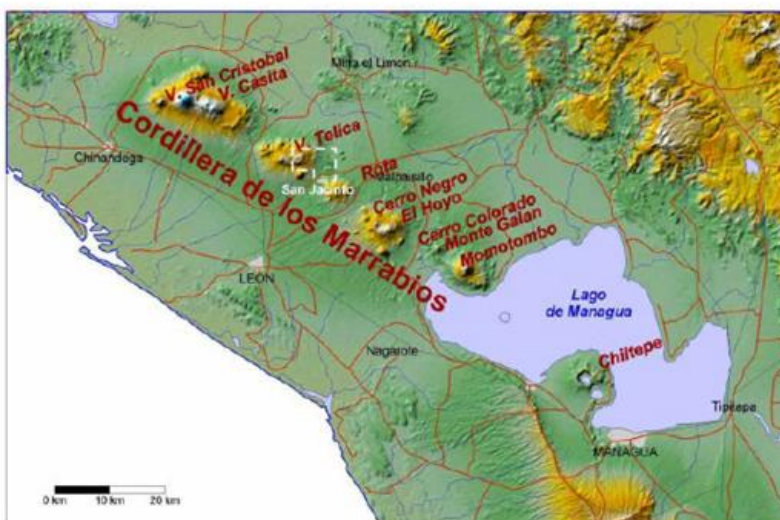 Mina el Limon
V. San Cristobal
V. Casita
Chinandega
V. Telica
Rota
Malpaisito
San Jacinto
Cerro Negro
El Hoyo
Cerro Colorado
Monte Galan
Momotombo
Cordillera de los Marrabios
LEON
Lago
de Managua
Nagarote
Chiltepe
Tipitapa
MANAGUA
0 km 10 km 20 km